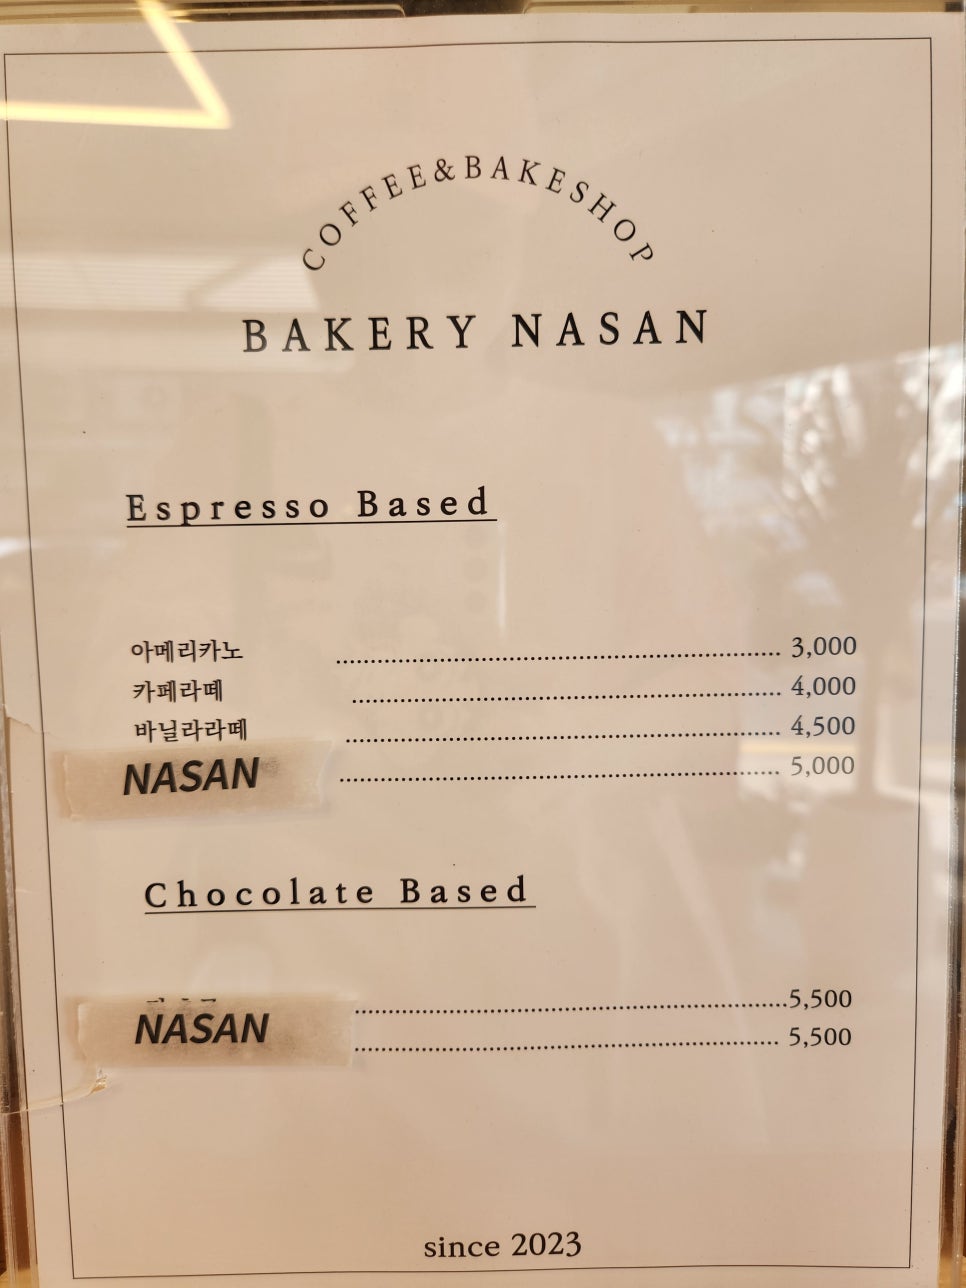 COFFEE&BAKESHOP
BAKERY NASAN
Espresso Based
아메리카노 3,000
카페라떼 4,000
바닐라라떼 4,500
NASAN 5,000
Chocolate Based
5,500
NASAN
5,500
since 2023